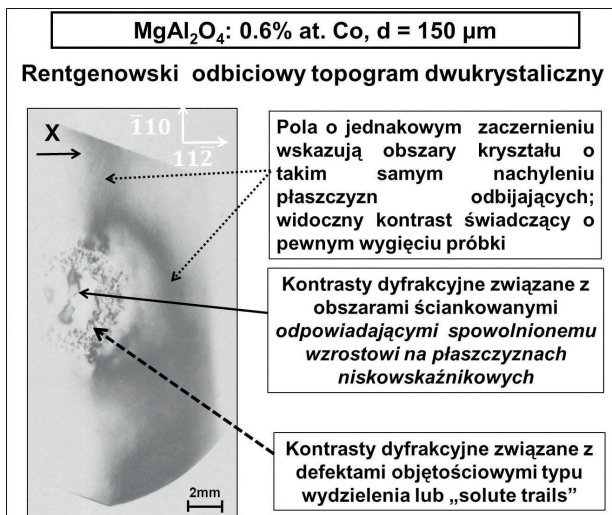 MgAl₂O₄: 0.6% at. Co, d = 150 µm
Rentgenowski odbiciowy topogram dwukrystaliczny
X
1̅10
112̅
Pola o jednakowym zaczernieniu
wskazują obszary kryształu o
takim samym nachyleniu
płaszczyzn odbijających;
widoczny kontrast świadczący o
pewnym wygięciu próbki
Kontrasty dyfrakcyjne związane z
obszarami ściankowanymi
odpowiadającymi spowolnionemu
wzrostowi na płaszczyznach
niskowskaźnikowych
Kontrasty dyfrakcyjne związane z
defektami objętościowymi typu
wydzielenia lub „solute trails”
2mm